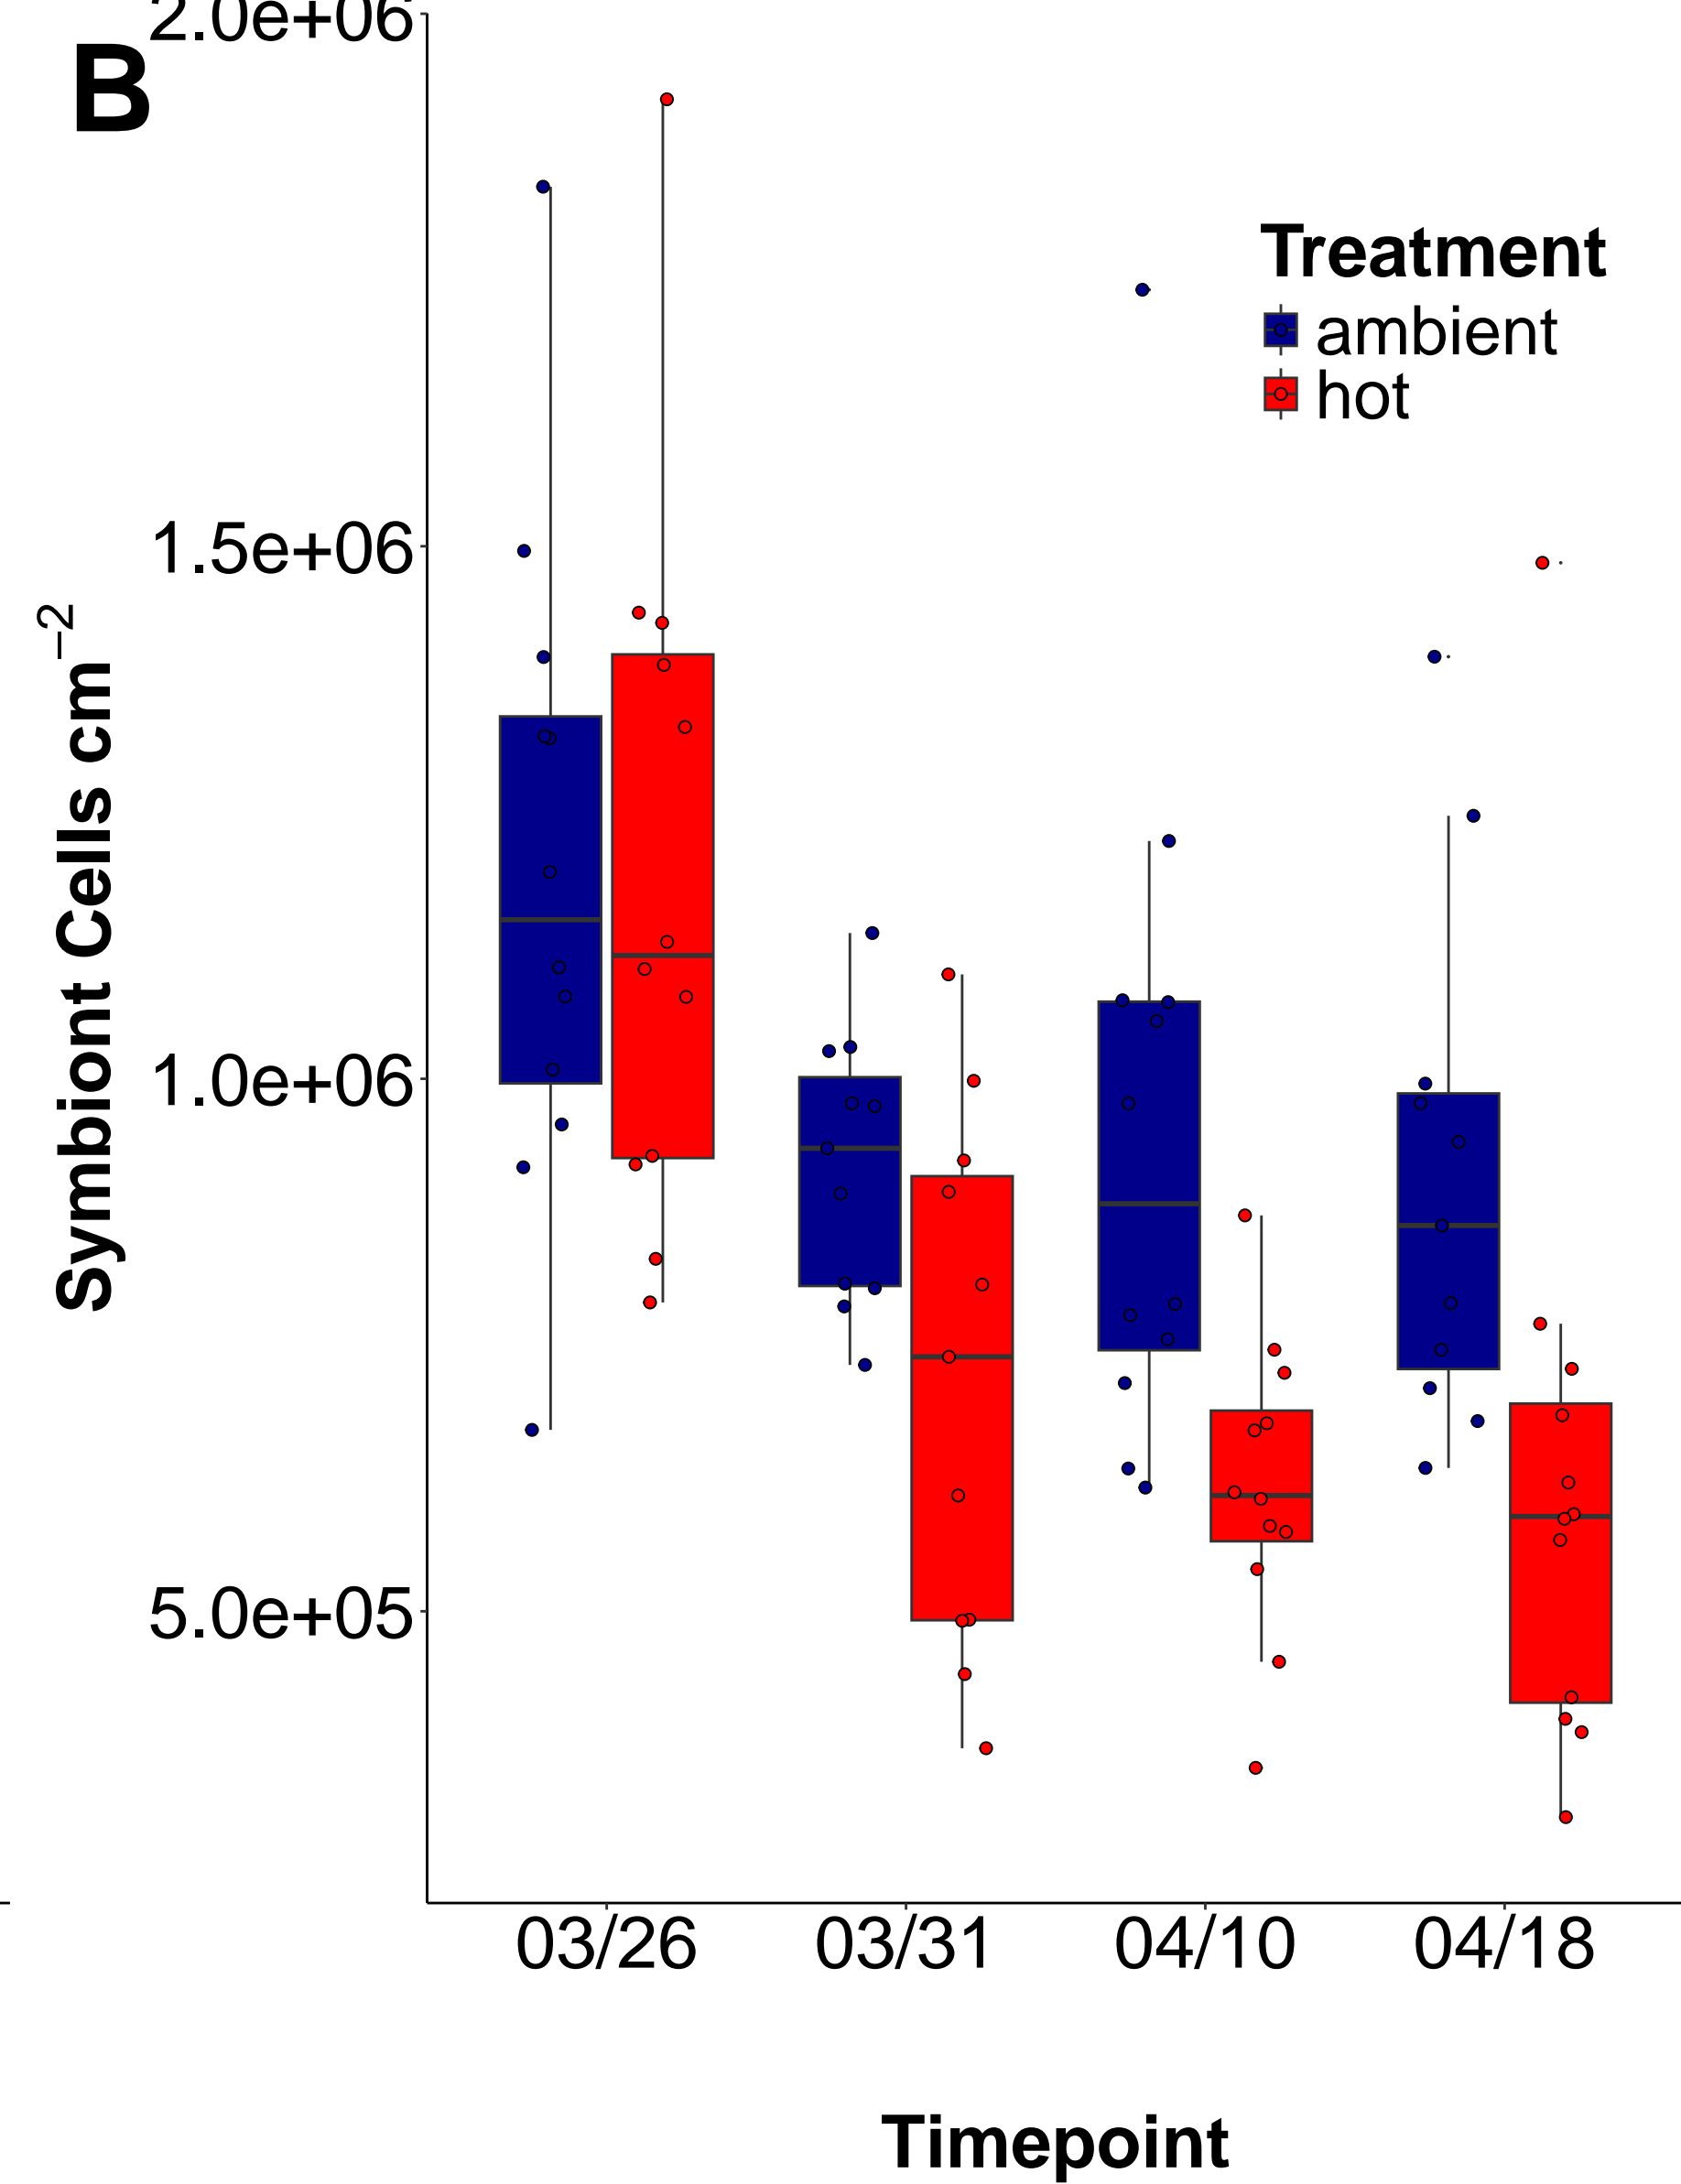 B
2.0e+06
1.5e+06
1.0e+06
5.0e+05
Symbiont Cells cm−2
Treatment
ambient
hot
03/26
03/31
04/10
04/18
Timepoint